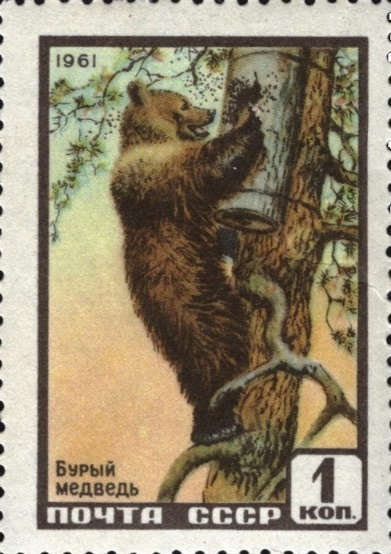 1961
Бурый
медведь
ПОЧТА СССР
1
коп.